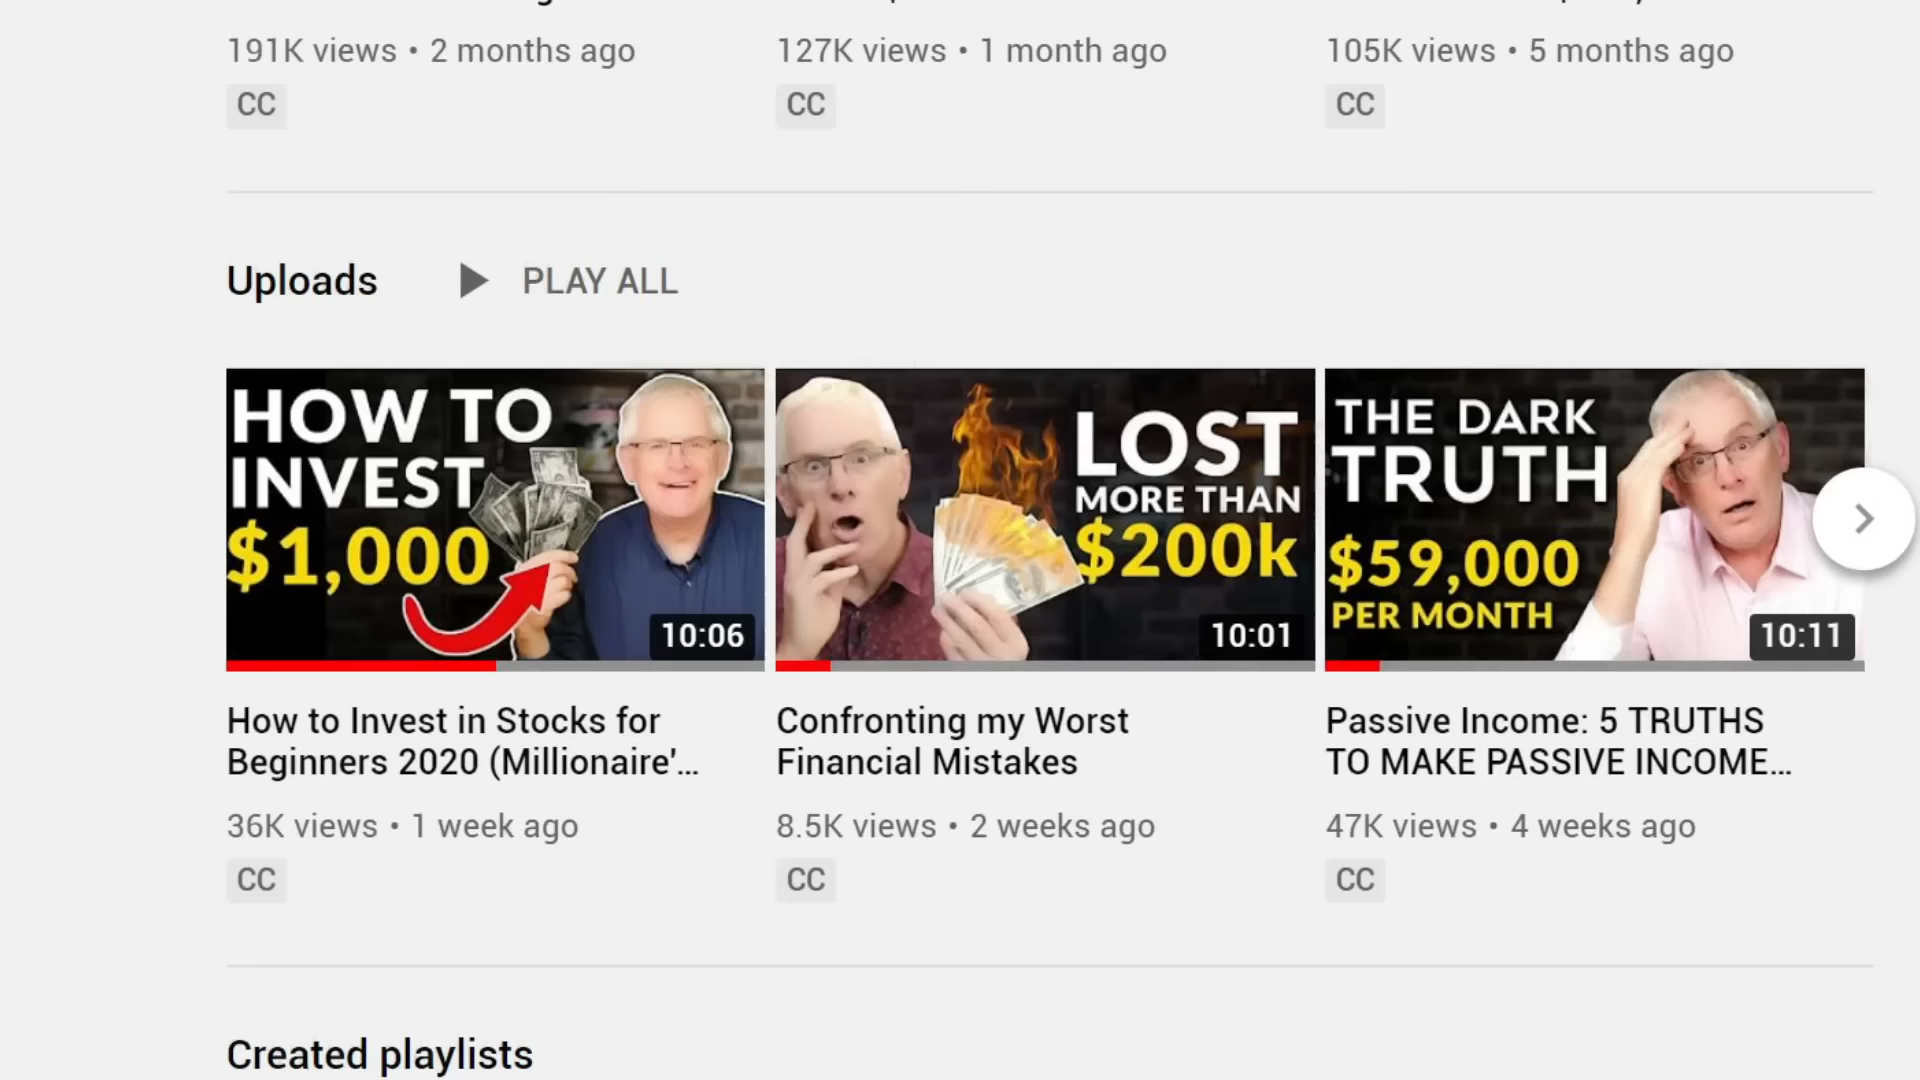 191K views • 2 months ago
127K views • 1 month ago
105K views • 5 months ago
CC
CC
CC
Uploads
PLAY ALL
HOW TO
INVEST
$1,000
10:06
LOST
MORE THAN
$200k
10:01
THE DARK
TRUTH
$59,000
PER MONTH
10:11
How to Invest in Stocks for
Beginners 2020 (Millionaire'...
Confronting my Worst
Financial Mistakes
Passive Income: 5 TRUTHS
TO MAKE PASSIVE INCOME...
36K views • 1 week ago
8.5K views • 2 weeks ago
47K views • 4 weeks ago
CC
CC
CC
Created playlists